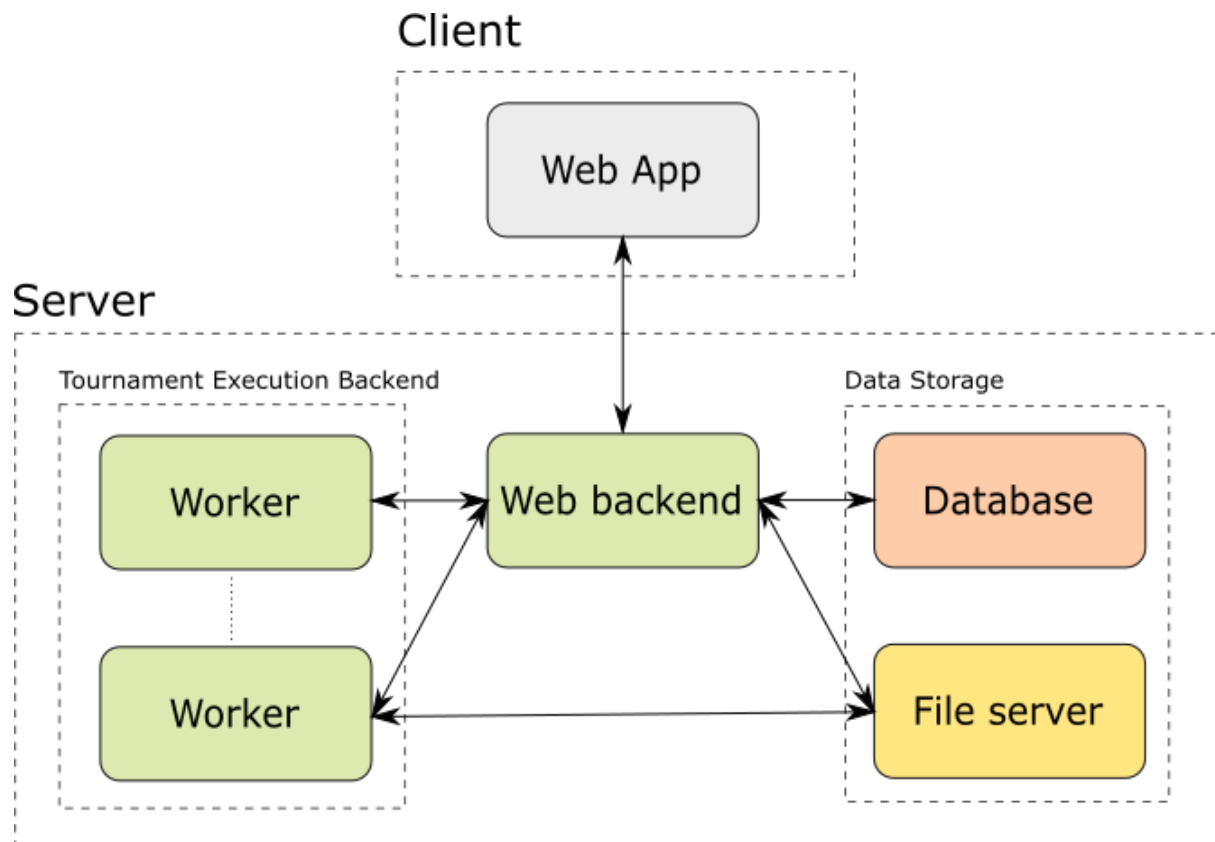 Client
Web App
Server
Tournament Execution Backend
Data Storage
Worker
Web backend
Database
Worker
File server